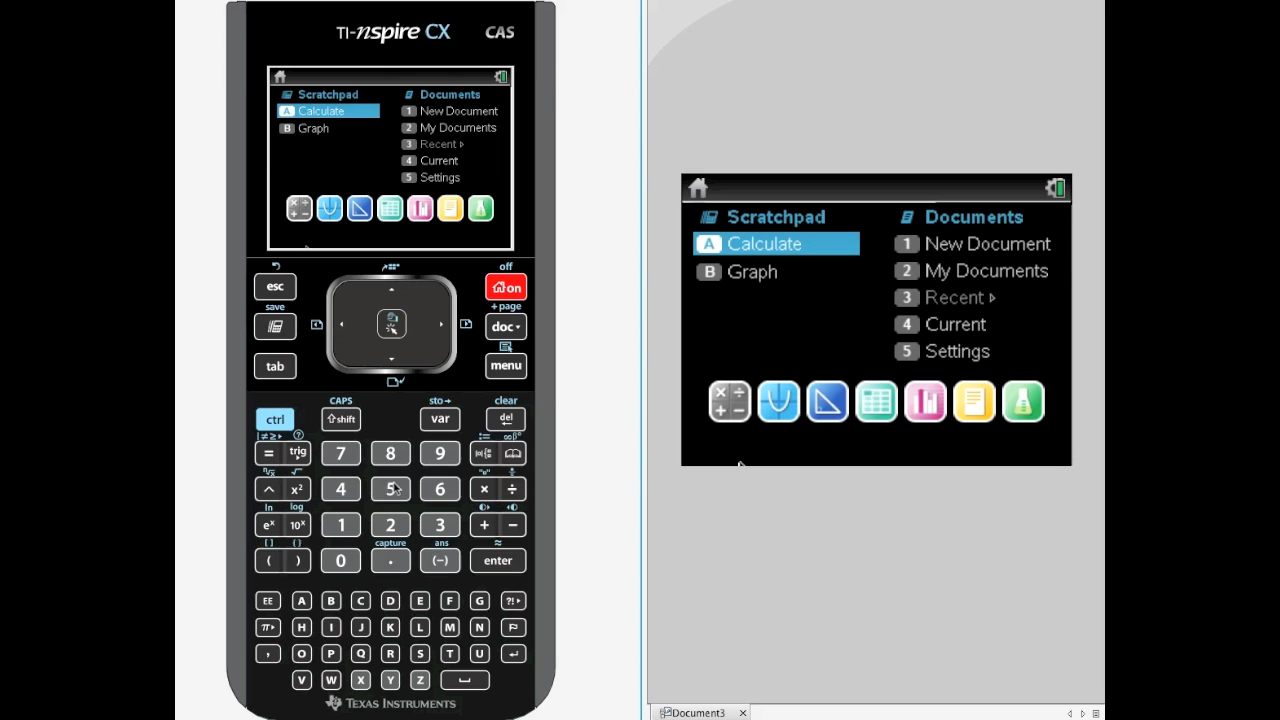 TI-nspire CX CAS
Scratchpad
A Calculate
B Graph
Documents
1 New Document
2 My Documents
3 Recent ▹
4 Current
5 Settings
off
esc
on
save
+ page
doc▾
tab
menu
CAPS
sto→
clear
ctrl
⇧shift
var
del
|≠≥▸
?
:=
∞β°
=
trig
7
8
9
|□|{≡
ⁿ√x
√
"≡"
÷
^
x²
4
5
6
×
÷
ln
log
eˣ
10ˣ
1
2
3
+
−
[ ]
{ }
capture
ans
≈
(
)
0
.
(−)
enter
EE
A
B
C
D
E
F
G
?!▸
π▸
H
I
J
K
L
M
N
,
O
P
Q
R
S
T
U
↵
V
W
X
Y
Z
TEXAS INSTRUMENTS
Scratchpad
A Calculate
B Graph
Documents
1 New Document
2 My Documents
3 Recent ▹
4 Current
5 Settings
Document3